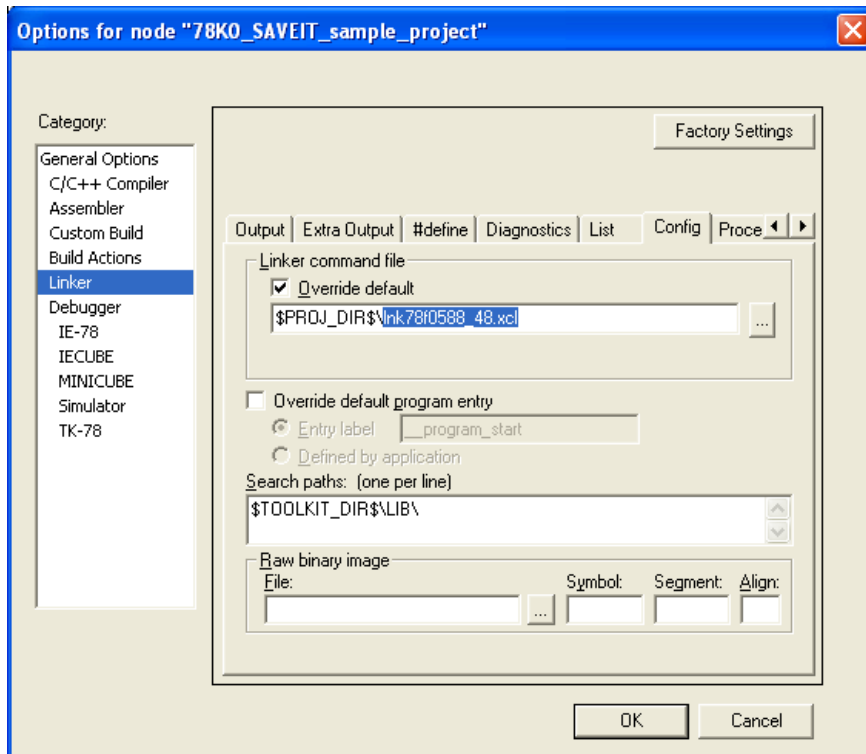 Options for node "78K0_SAVEIT_sample_project"
Category:
Factory Settings
General Options
C/C++ Compiler
Assembler
Custom Build
Build Actions
Linker
Debugger
IE-78
IECUBE
MINICUBE
Simulator
TK-78
Output Extra Output #define Diagnostics List Config Proce
Linker command file
Override default
$PROJ_DIR$\lnk78f0588_48.xcl
...
Override default program entry
Entry label __program_start
Defined by application
Search paths: (one per line)
$TOOLKIT_DIR$\LIB\
Raw binary image
File: Symbol: Segment: Align:
...
OK Cancel